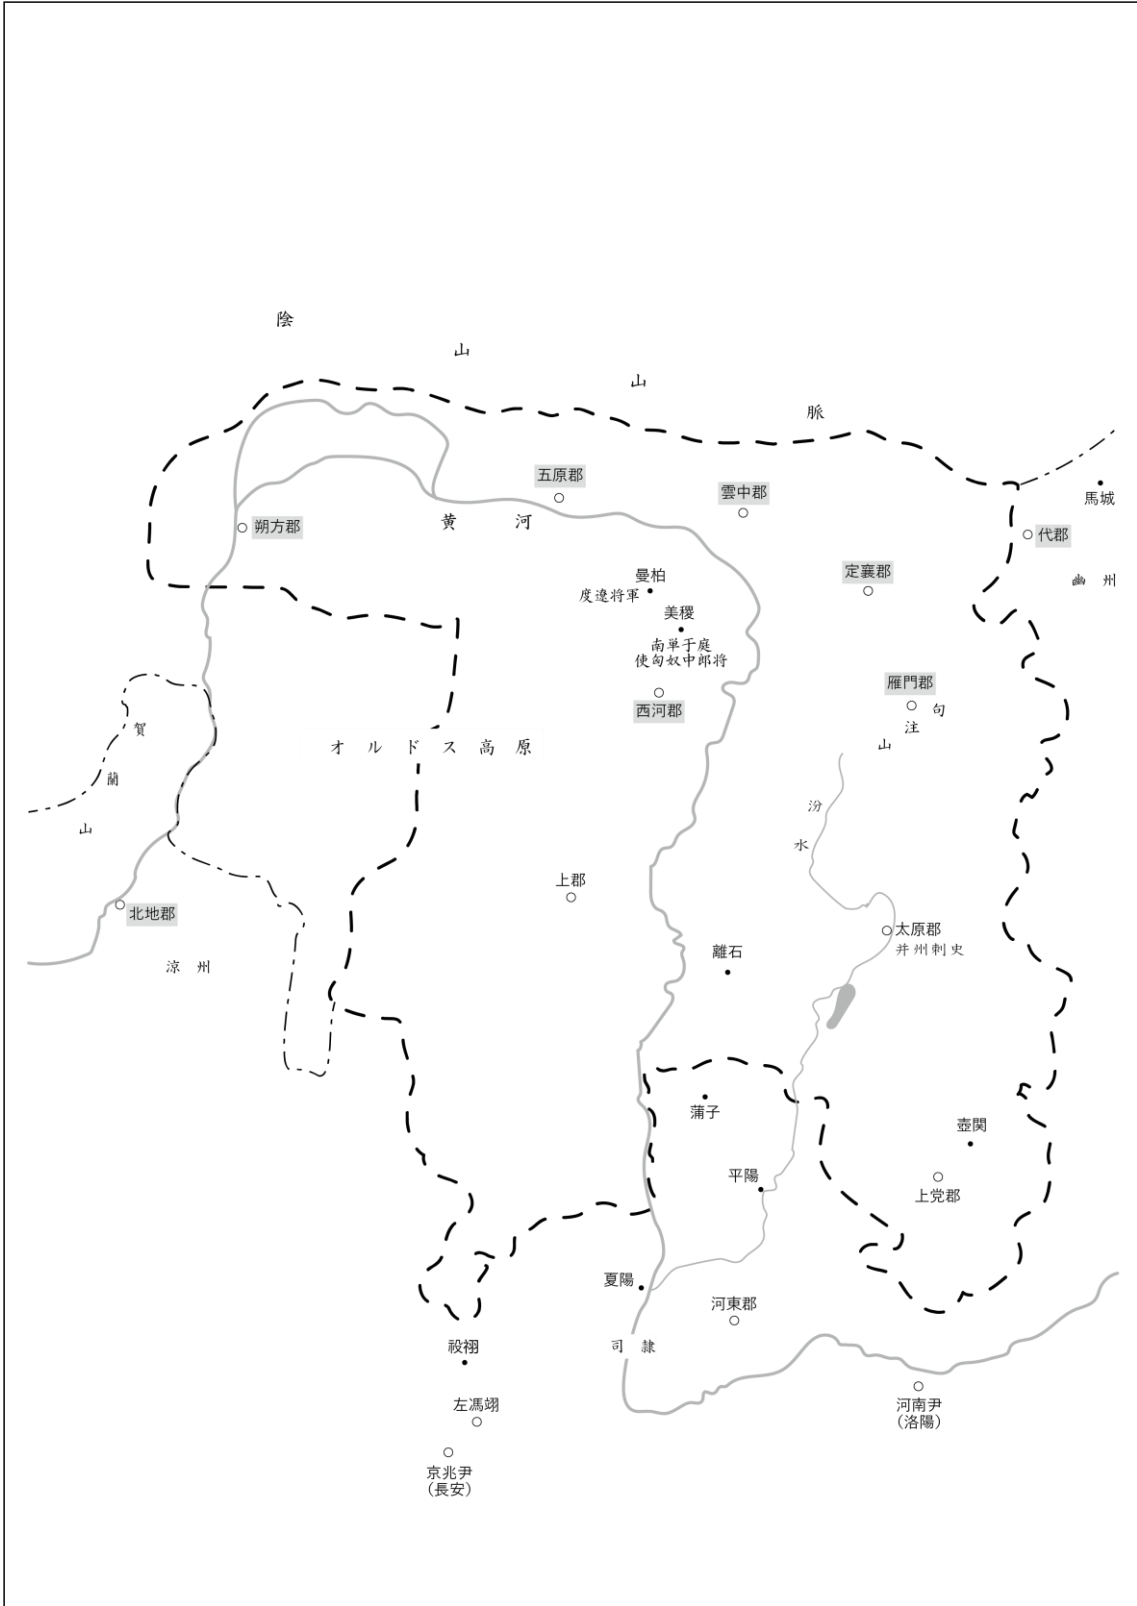 陰山山脈
五原郡
雲中郡
馬城
黄河
朔方郡
代郡
定襄郡
曼柏
度遼将軍
幽州
美稷
南単于庭
使匈奴中郎将
西河郡
雁門郡
句注山
賀蘭山
オルドス高原
汾水
上郡
北地郡
太原郡
并州刺史
離石
涼州
蒲子
壺関
平陽
上党郡
夏陽
河東郡
司隷
祋祤
左馮翊
河南尹
(洛陽)
京兆尹
(長安)